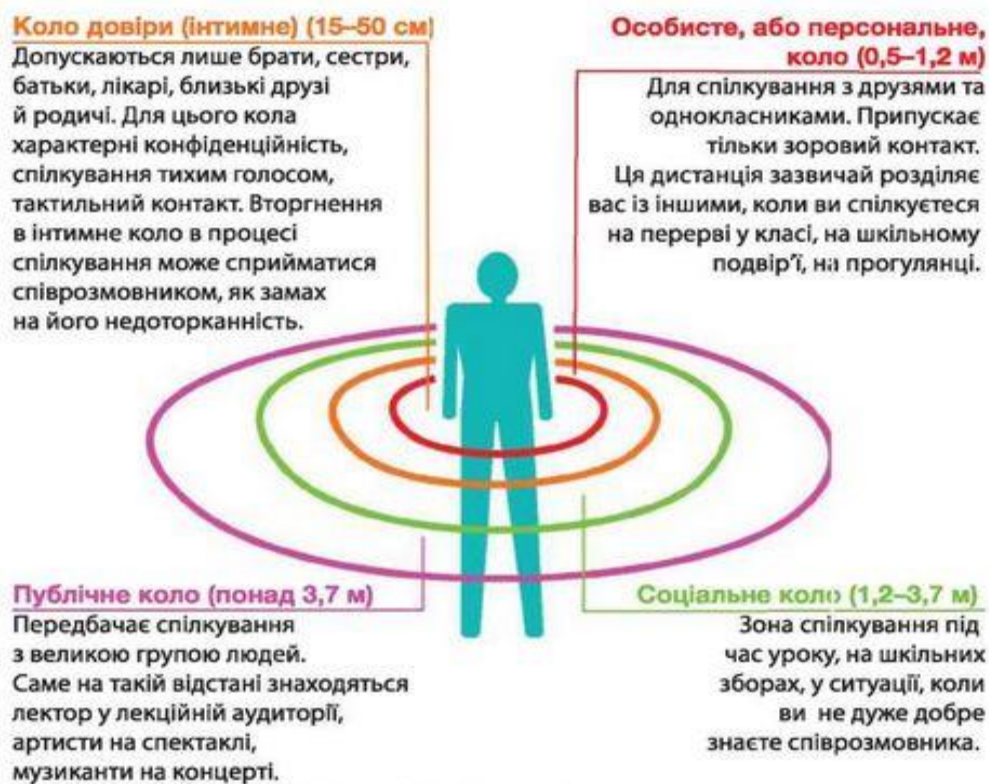 Коло довіри (інтимне) (15–50 см)
Допускаються лише брати, сестри,
батьки, лікарі, близькі друзі
й родичі. Для цього кола
характерні конфіденційність,
спілкування тихим голосом,
тактильний контакт. Вторгнення
в інтимне коло в процесі
спілкування може сприйматися
співрозмовником, як замах
на його недоторканність.
Особисте, або персональне,
коло (0,5–1,2 м)
Для спілкування з друзями та
однокласниками. Припускає
тільки зоровий контакт.
Ця дистанція зазвичай розділяє
вас із іншими, коли ви спілкуєтеся
на перерві у класі, на шкільному
подвір'ї, на прогулянці.
Публічне коло (понад 3,7 м)
Передбачає спілкування
з великою групою людей.
Саме на такій відстані знаходяться
лектор у лекційній аудиторії,
артисти на спектаклі,
музиканти на концерті.
Соціальне коло (1,2–3,7 м)
Зона спілкування під
час уроку, на шкільних
зборах, у ситуації, коли
ви не дуже добре
знаєте співрозмовника.